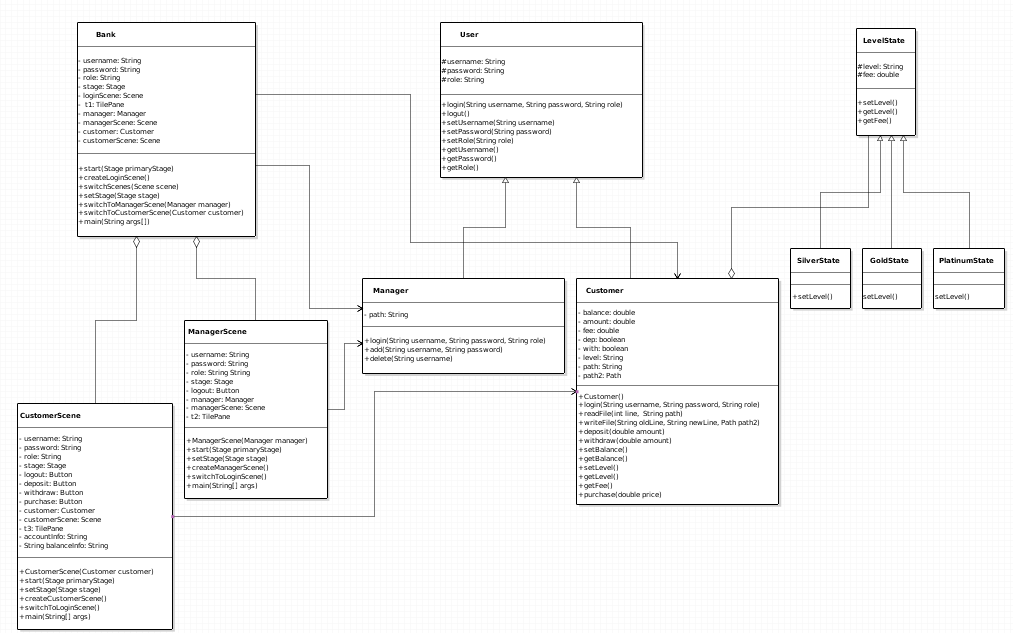 Bank
- username: String
- password: String
- role: String
- stage: Stage
- loginScene: Scene
- t1: TilePane
- manager: Manager
- managerScene: Scene
- customer: Customer
- customerScene: Scene
+start(Stage primaryStage)
+createLoginScene()
+switchScenes(Scene scene)
+setStage(Stage stage)
+switchToManagerScene(Manager manager)
+switchToCustomerScene(Customer customer)
+main(String args[])
User
#username: String
#password: String
#role: String
+login(String username, String password, String role)
+logut()
+setUsername(String username)
+setPassword(String password)
+setRole(String role)
+getUsername()
+getPassword()
+getRole()
LevelState
#level: String
#fee: double
+setLevel()
+getLevel()
+getFee()
SilverState
+setLevel()
GoldState
setLevel()
PlatinumState
setLevel()
Manager
- path: String
+login(String username, String password, String role)
+add(String username, String password)
+delete(String username)
Customer
- balance: double
- amount: double
- fee: double
- dep: boolean
- with: boolean
- level: String
- path: String
- path2: Path
+Customer()
+login(String username, String password, String role)
+readFile(int line, String path)
+writeFile(String oldLine, String newLine, Path path2)
+deposit(double amount)
+withdraw(double amount)
+setBalance()
+getBalance()
+setLevel()
+getLevel()
+getFee()
+purchase(double price)
ManagerScene
- username: String
- password: String
- role: String String
- stage: Stage
- logout: Button
- manager: Manager
- managerScene: Scene
- t2: TilePane
+ManagerScene(Manager manager)
+start(Stage primaryStage)
+setStage(Stage stage)
+createManagerScene()
+switchToLoginScene()
+main(String[] args)
CustomerScene
- username: String
- password: String
- role: String
- stage: Stage
- logout: Button
- deposit: Button
- withdraw: Button
- purchase: Button
- customer: Customer
- customerScene: Scene
- t3: TilePane
- accountInfo: String
- String balanceInfo: String
+CustomerScene(Customer customer)
+start(Stage primaryStage)
+setStage(Stage stage)
+createCustomerScene()
+switchToLoginScene()
+main(String[] args)